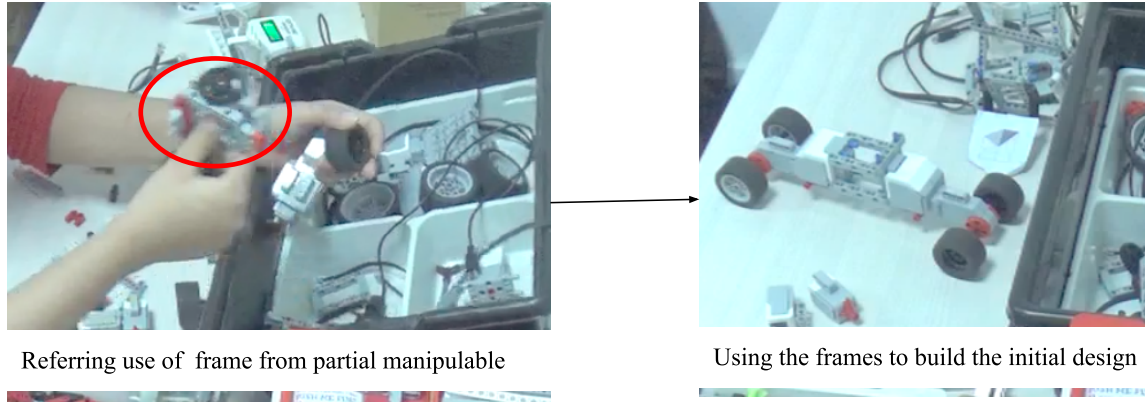 Referring use of frame from partial manipulable
Using the frames to build the initial design